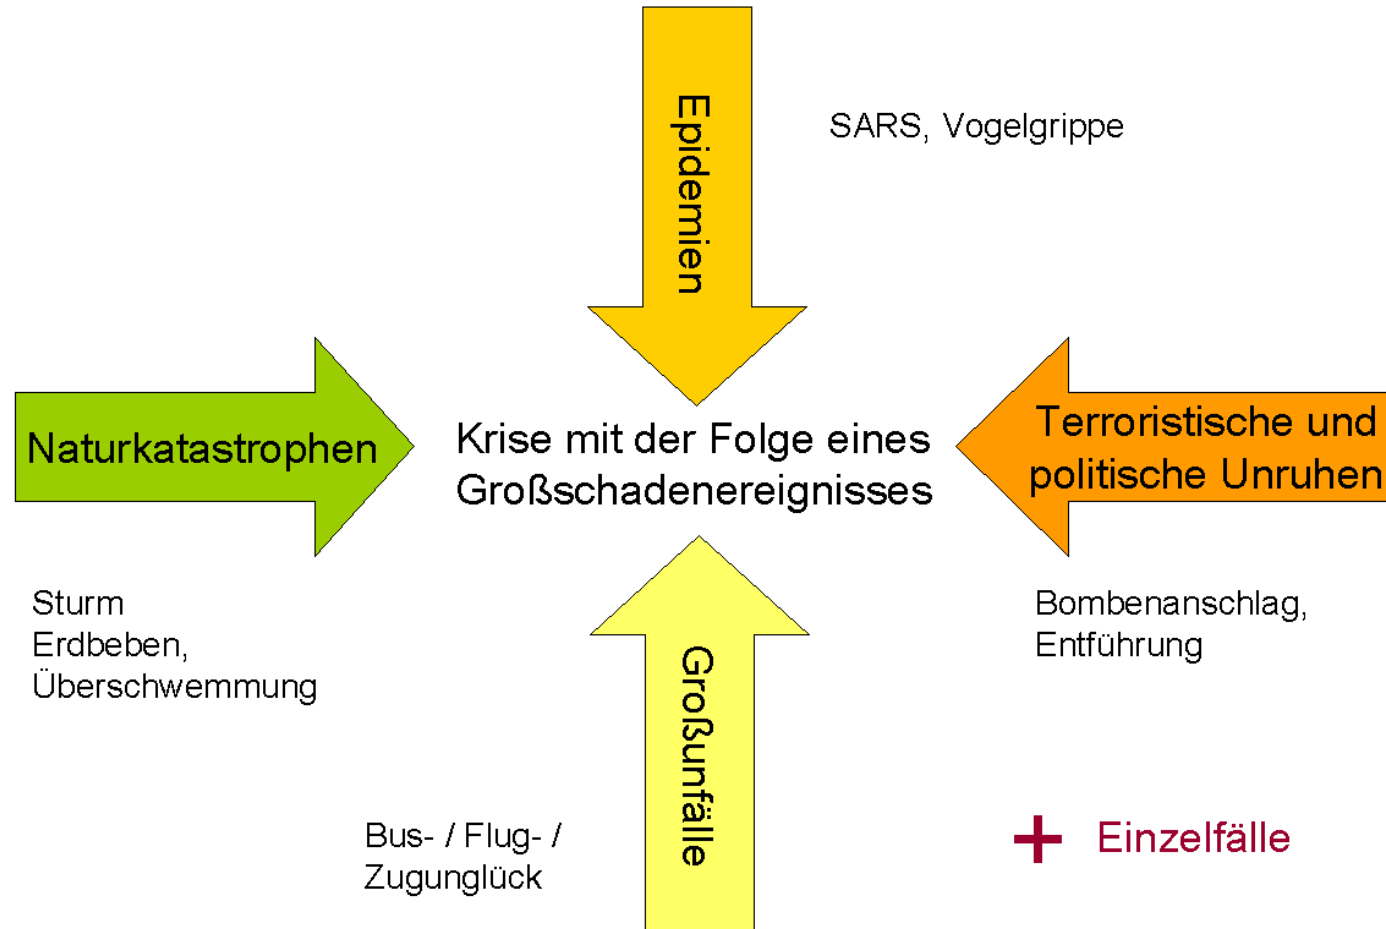 Epidemien
SARS, Vogelgrippe
Naturkatastrophen
Krise mit der Folge eines
Großschadenereignisses
Terroristische und
politische Unruhen
Sturm
Erdbeben,
Überschwemmung
Bombenanschlag,
Entführung
Großunfälle
Bus- / Flug- /
Zugunglück
+ Einzelfälle